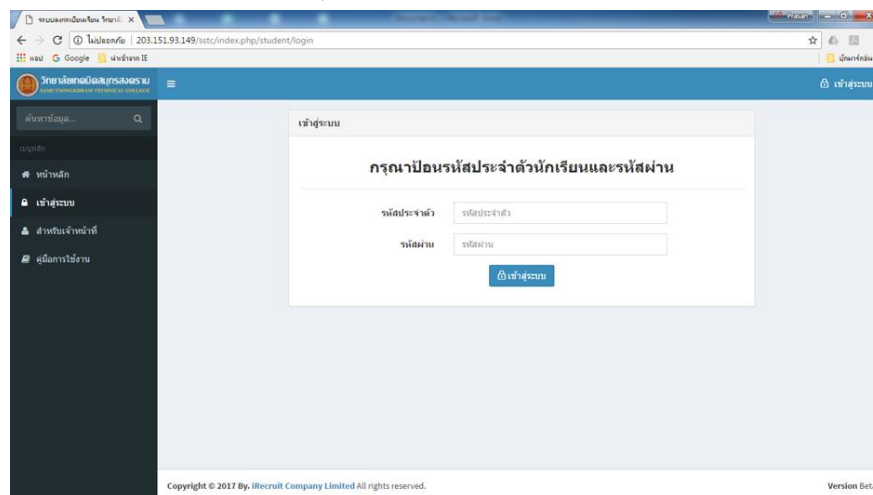 ระบบลงทะเบียนเรียน วิทยาลั
Prasan
ไม่ปลอดภัย | 203.151.93.149/sstc/index.php/student/login
แอป Google นำเข้าจาก IE
วิทยาลัยเทคนิคสมุทรสงคราม
SAMUTSONGKHRAM TECHNICAL COLLEGE
เข้าสู่ระบบ
ค้นหาข้อมูล...
เมนูหลัก
หน้าหลัก
เข้าสู่ระบบ
สำหรับเจ้าหน้าที่
คู่มือการใช้งาน
เข้าสู่ระบบ
กรุณาป้อนรหัสประจำตัวนักเรียนและรหัสผ่าน
รหัสประจำตัว รหัสประจำตัว
รหัสผ่าน รหัสผ่าน
เข้าสู่ระบบ
Copyright © 2017 By. iRecruit Company Limited All rights reserved.
Version Bet